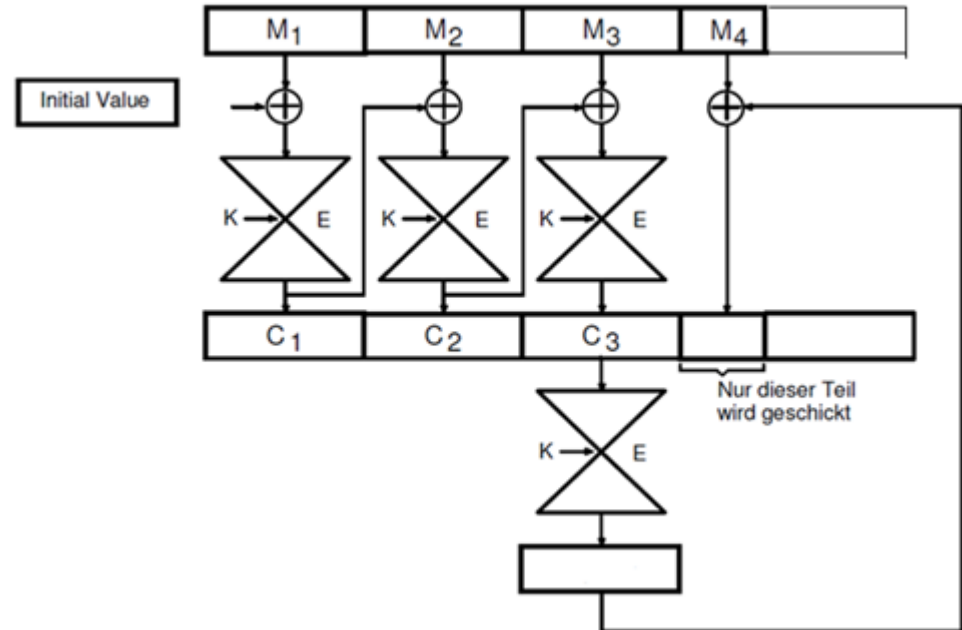 M1 M2 M3 M4
Initial Value
K E K E K E
C1 C2 C3
Nur dieser Teil
wird geschickt
K E